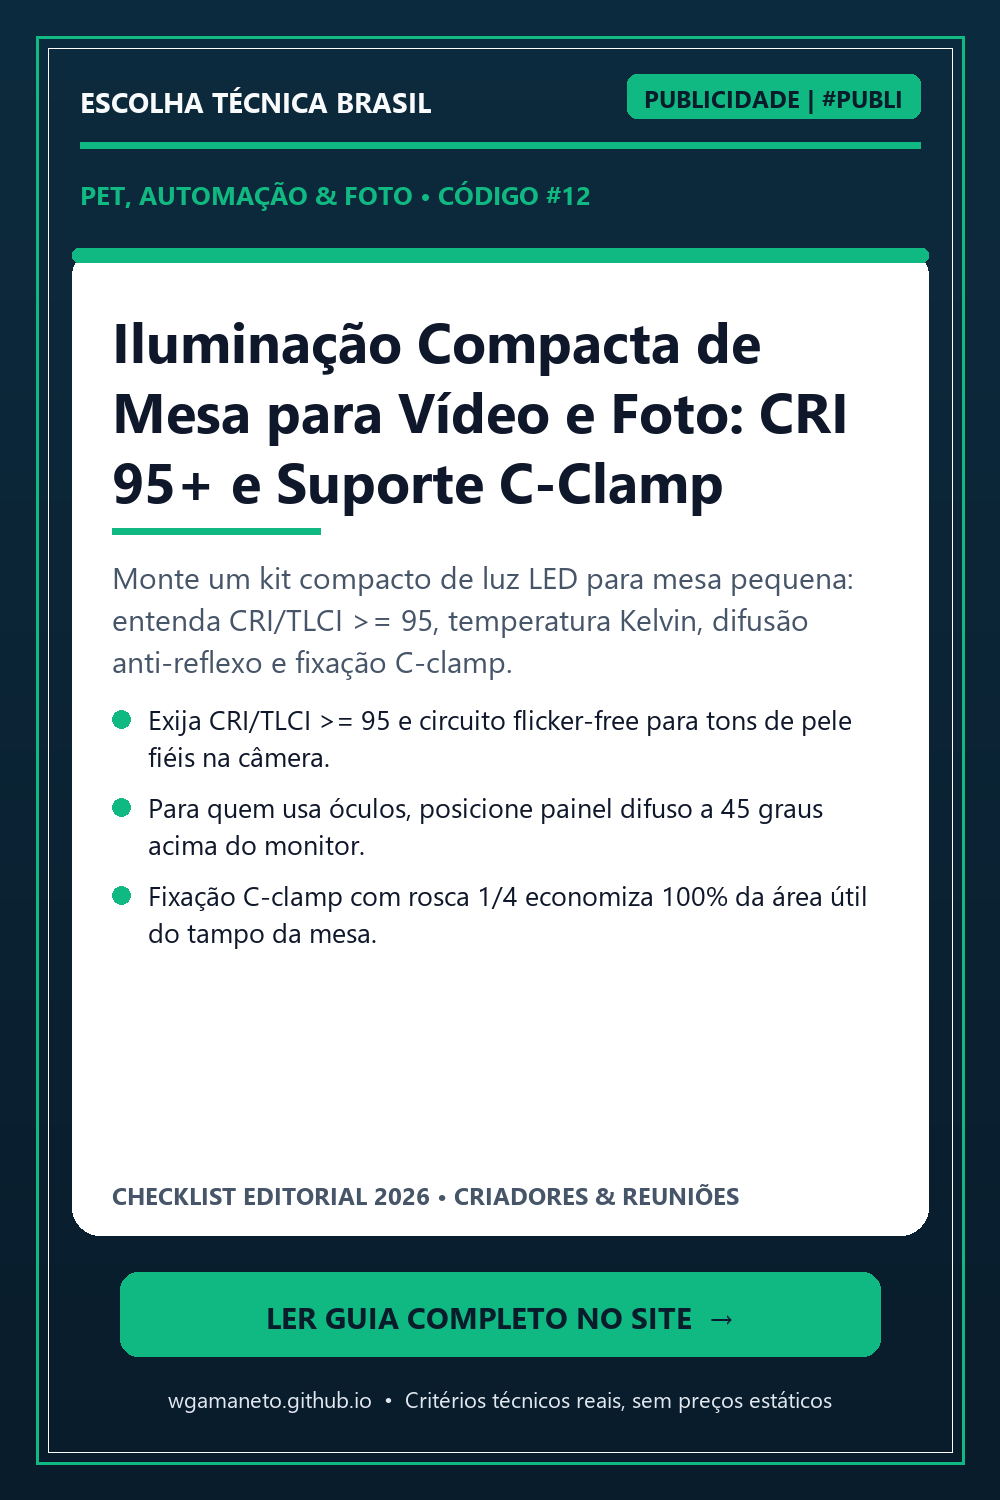 ESCOLHA TÉCNICA BRASIL
PUBLICIDADE | #PUBLI
PET, AUTOMAÇÃO & FOTO • CÓDIGO #12
Iluminação Compacta de
Mesa para Vídeo e Foto: CRI
95+ e Suporte C-Clamp
Monte um kit compacto de luz LED para mesa pequena:
entenda CRI/TLCI >= 95, temperatura Kelvin, difusão
anti-reflexo e fixação C-clamp.
Exija CRI/TLCI >= 95 e circuito flicker-free para tons de pele
fiéis na câmera.
Para quem usa óculos, posicione painel difuso a 45 graus
acima do monitor.
Fixação C-clamp com rosca 1/4 economiza 100% da área útil
do tampo da mesa.
CHECKLIST EDITORIAL 2026 • CRIADORES & REUNIÕES
LER GUIA COMPLETO NO SITE →
wgamaneto.github.io • Critérios técnicos reais, sem preços estáticos